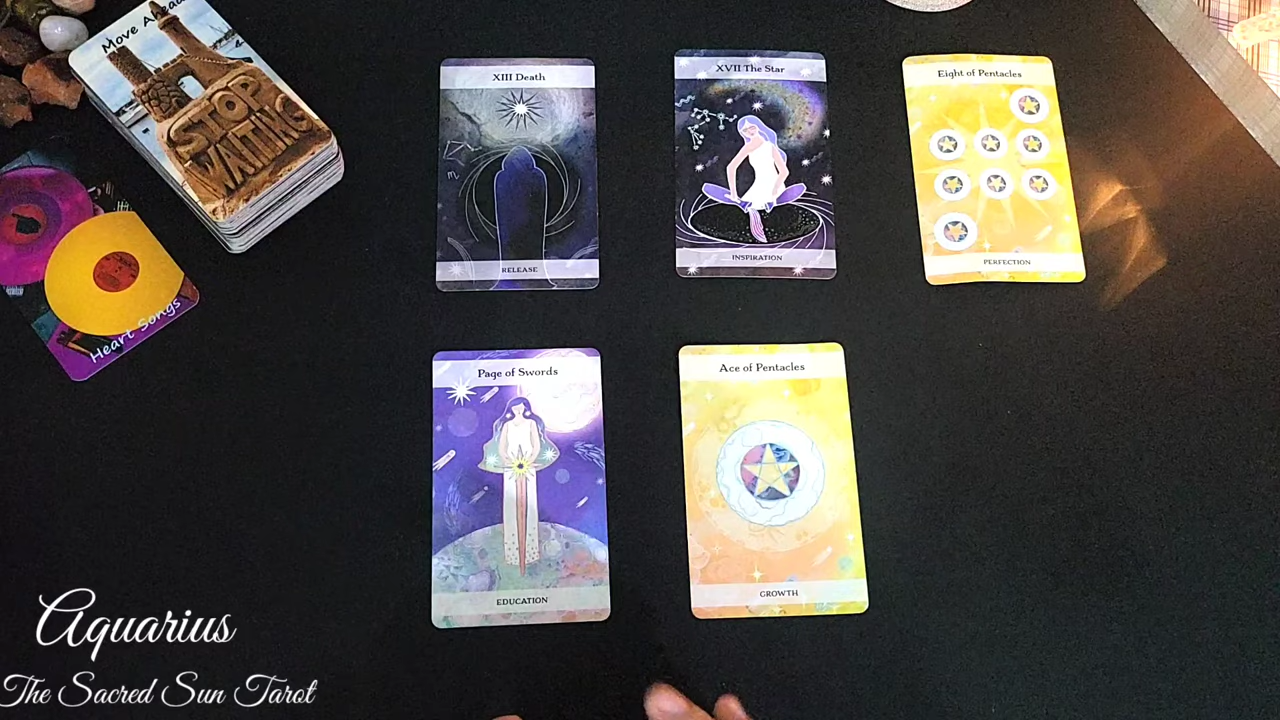 Move Ahead
STOP
WAITING
Heart Songs
XIII Death
RELEASE
XVII The Star
INSPIRATION
Eight of Pentacles
PERFECTION
Page of Swords
EDUCATION
Ace of Pentacles
GROWTH
Aquarius
The Sacred Sun Tarot